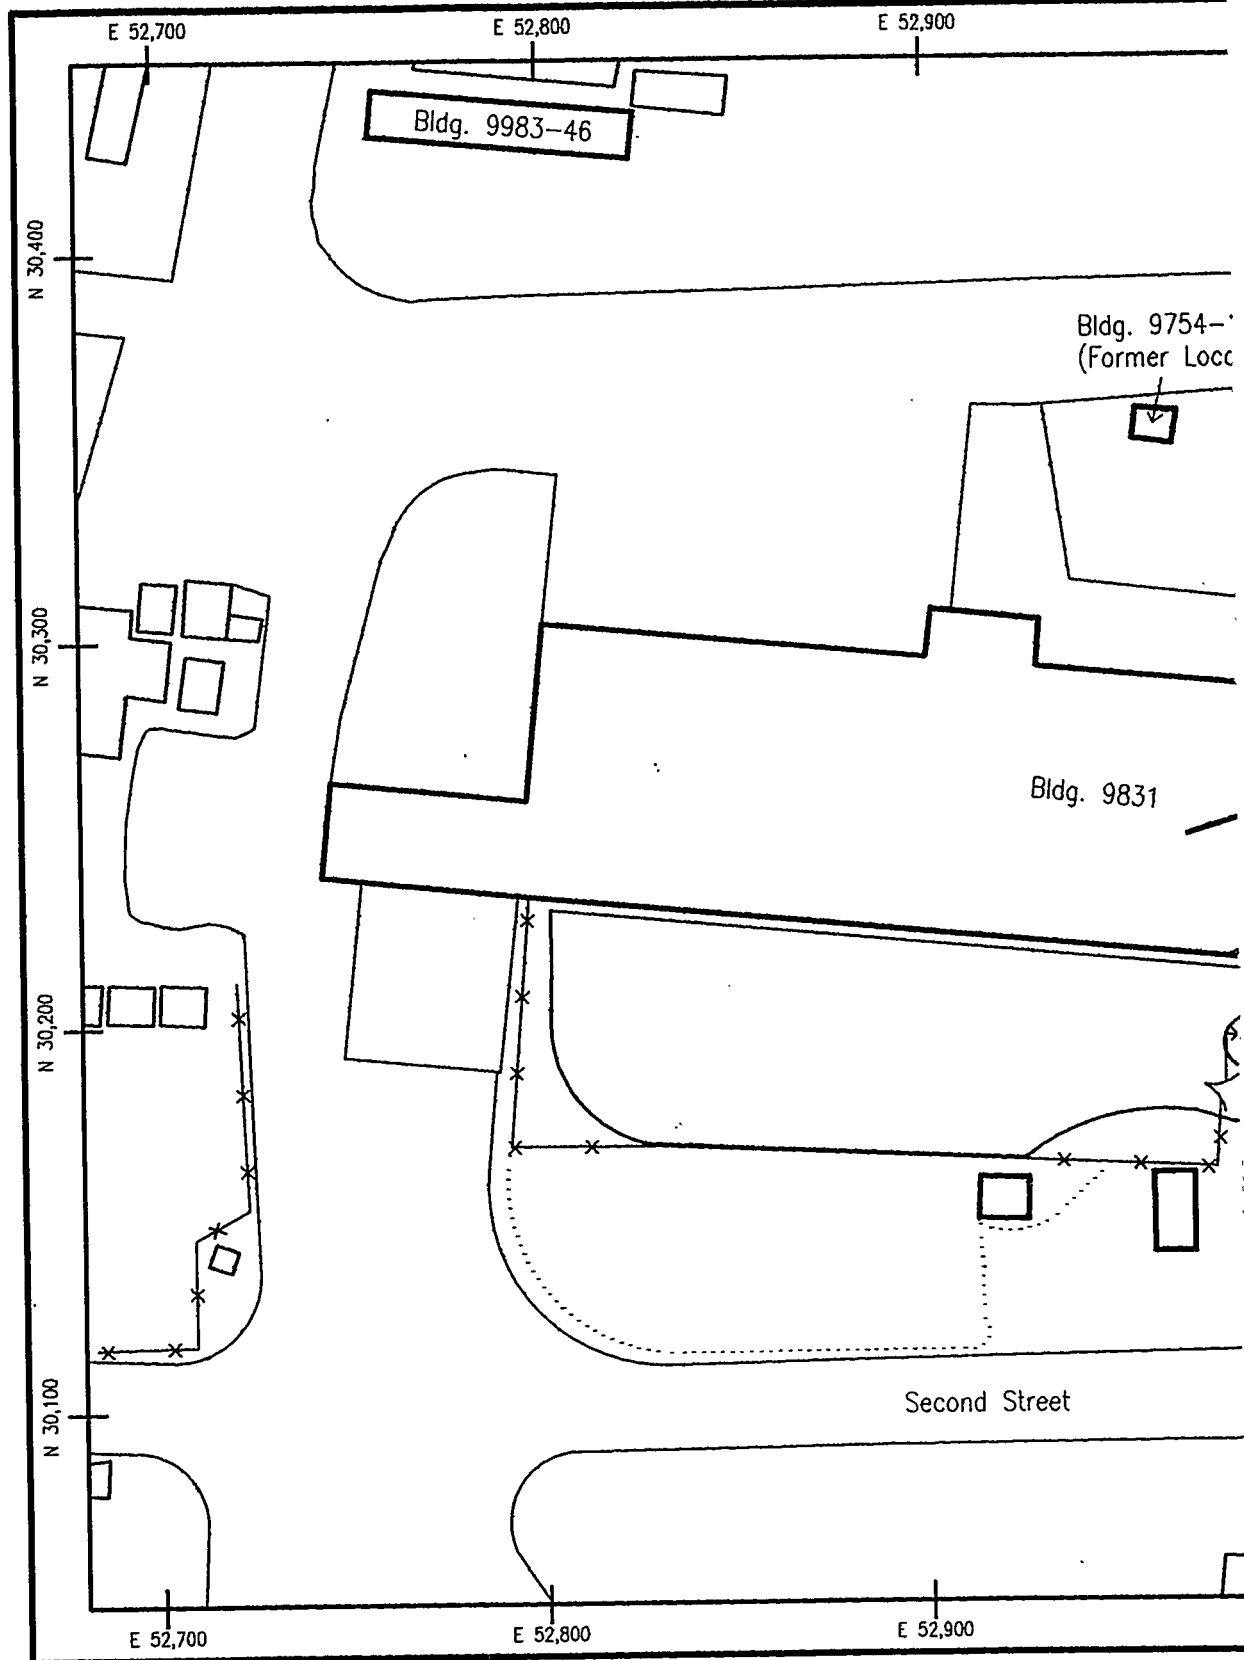 E 52,700
E 52,800
E 52,900
Bldg. 9983-46
N 30,400
Bldg. 9754-
(Former
N 30,300
Bldg. 9831
N 30,200
N 30,100
Second Street
E 52,700
E 52,800
E 52,900